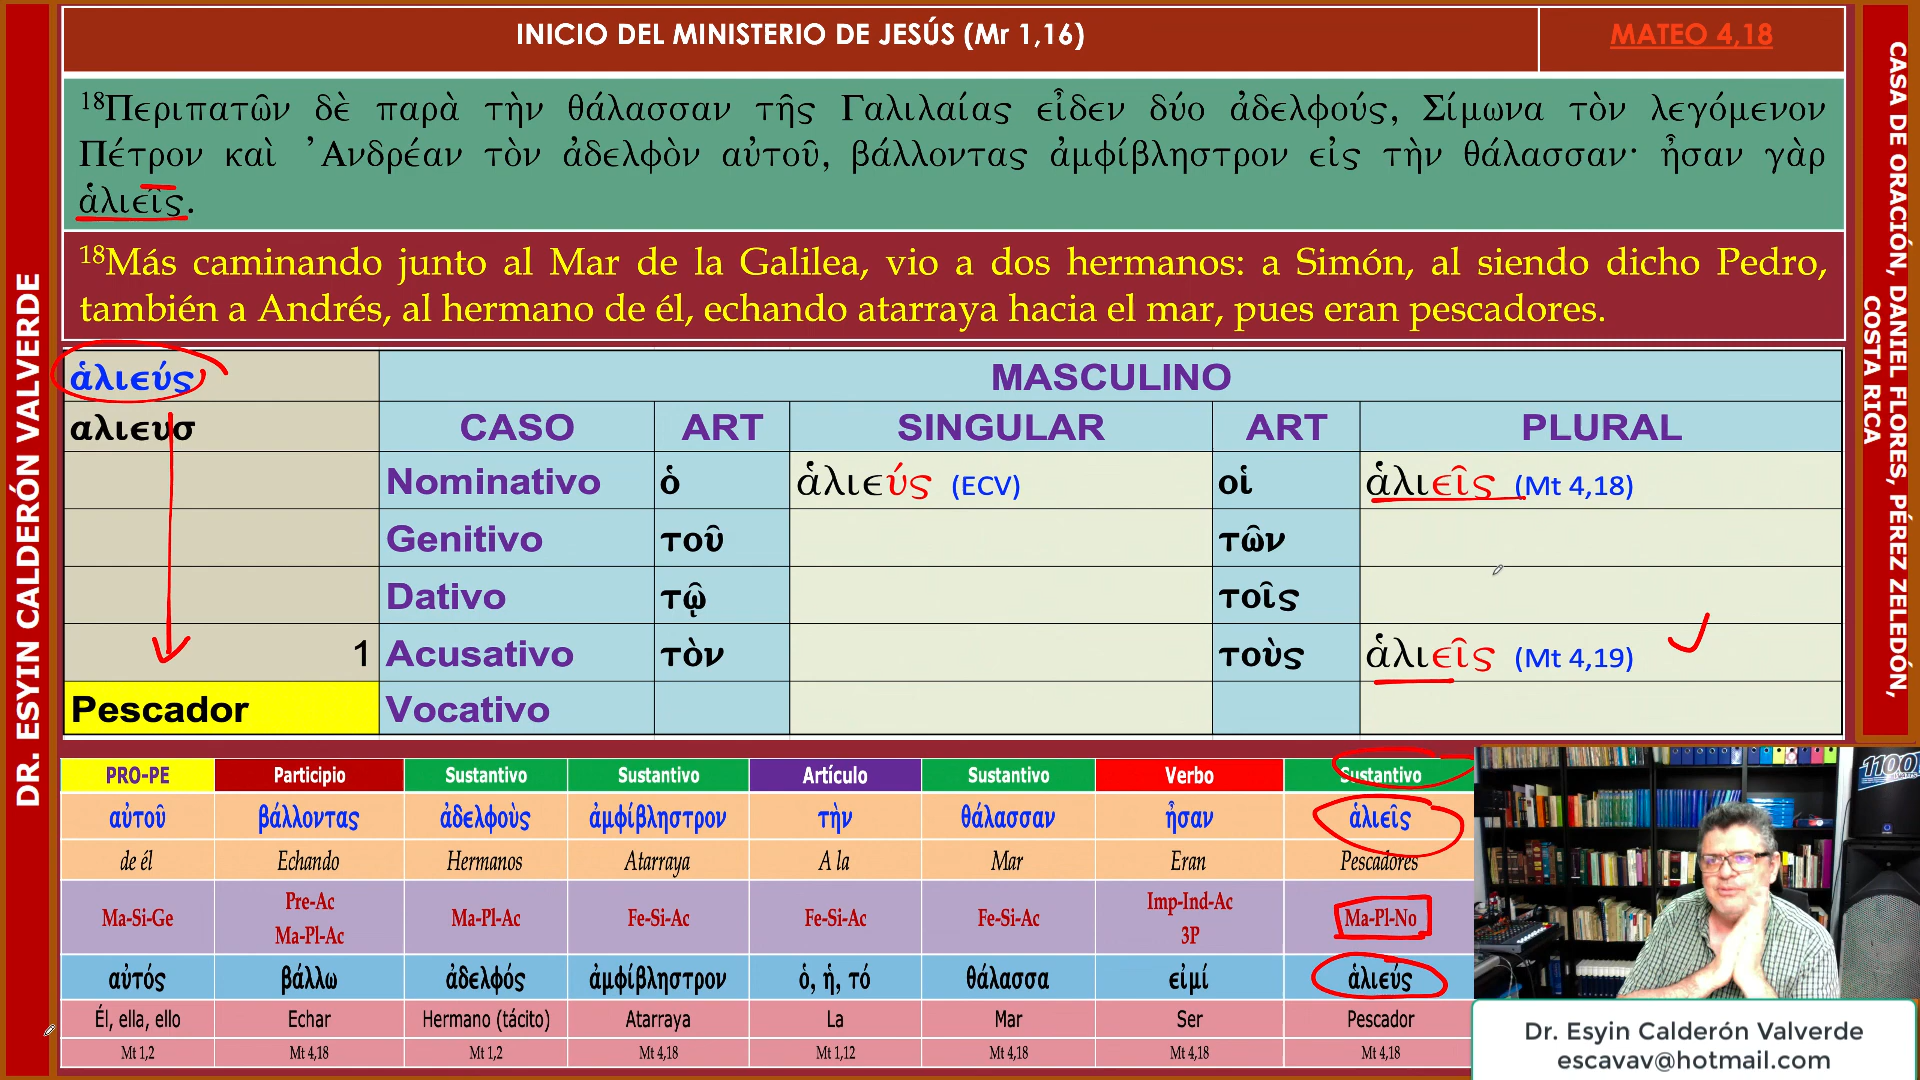 INICIO DEL MINISTERIO DE JESÚS (Mr 1,16)
MATEO 4,18
18Περιπατῶν δὲ παρὰ τὴν θάλασσαν τῆς Γαλιλαίας εἶδεν δύο ἀδελφούς, Σίμωνα τὸν λεγόμενον
Πέτρον καὶ Ἀνδρέαν τὸν ἀδελφὸν αὐτοῦ, βάλλοντας ἀμφίβληστρον εἰς τὴν θάλασσαν· ἦσαν γὰρ
ἁλιεῖς.
18Más caminando junto al Mar de la Galilea, vio a dos hermanos: a Simón, al siendo dicho Pedro,
también a Andrés, al hermano de él, echando atarraya hacia el mar, pues eran pescadores.
ἁλιεύς MASCULINO
αλιευσ CASO ART SINGULAR ART PLURAL
Nominativo ὁ ἁλιεύς (ECV) οἱ ἁλιεῖς (Mt 4,18)
Genitivo τοῦ τῶν
Dativo τῷ τοῖς
1 Acusativo τὸν τοὺς ἁλιεῖς (Mt 4,19)
Pescador Vocativo
PRO-PE Participio Sustantivo Sustantivo Artículo Sustantivo Verbo Sustantivo
αὐτοῦ βάλλοντας ἀδελφοὺς ἀμφίβληστρον τὴν θάλασσαν ἦσαν ἁλιεῖς
de él Echando Hermanos Atarraya A la Mar Eran Pescadores
Ma-Si-Ge Pre-Ac Ma-Pl-Ac Ma-Pl-Ac Fe-Si-Ac Fe-Si-Ac Fe-Si-Ac Imp-Ind-Ac 3P Ma-Pl-No
αὐτός βάλλω ἀδελφός ἀμφίβληστρον ὁ, ἡ, τό θάλασσα εἰμί ἁλιεύς
Él, ella, ello Echar Hermano (tácito) Atarraya La Mar Ser Pescador
Mt 1,2 Mt 4,18 Mt 1,2 Mt 4,18 Mt 1,12 Mt 4,18 Mt 4,18 Mt 4,18
DR. ESYIN CALDERÓN VALVERDE
CASA DE ORACIÓN, DANIEL FLORES, PÉREZ ZELEDÓN,
COSTA RICA
1100
Dr. Esyin Calderón Valverde
escavav@hotmail.com